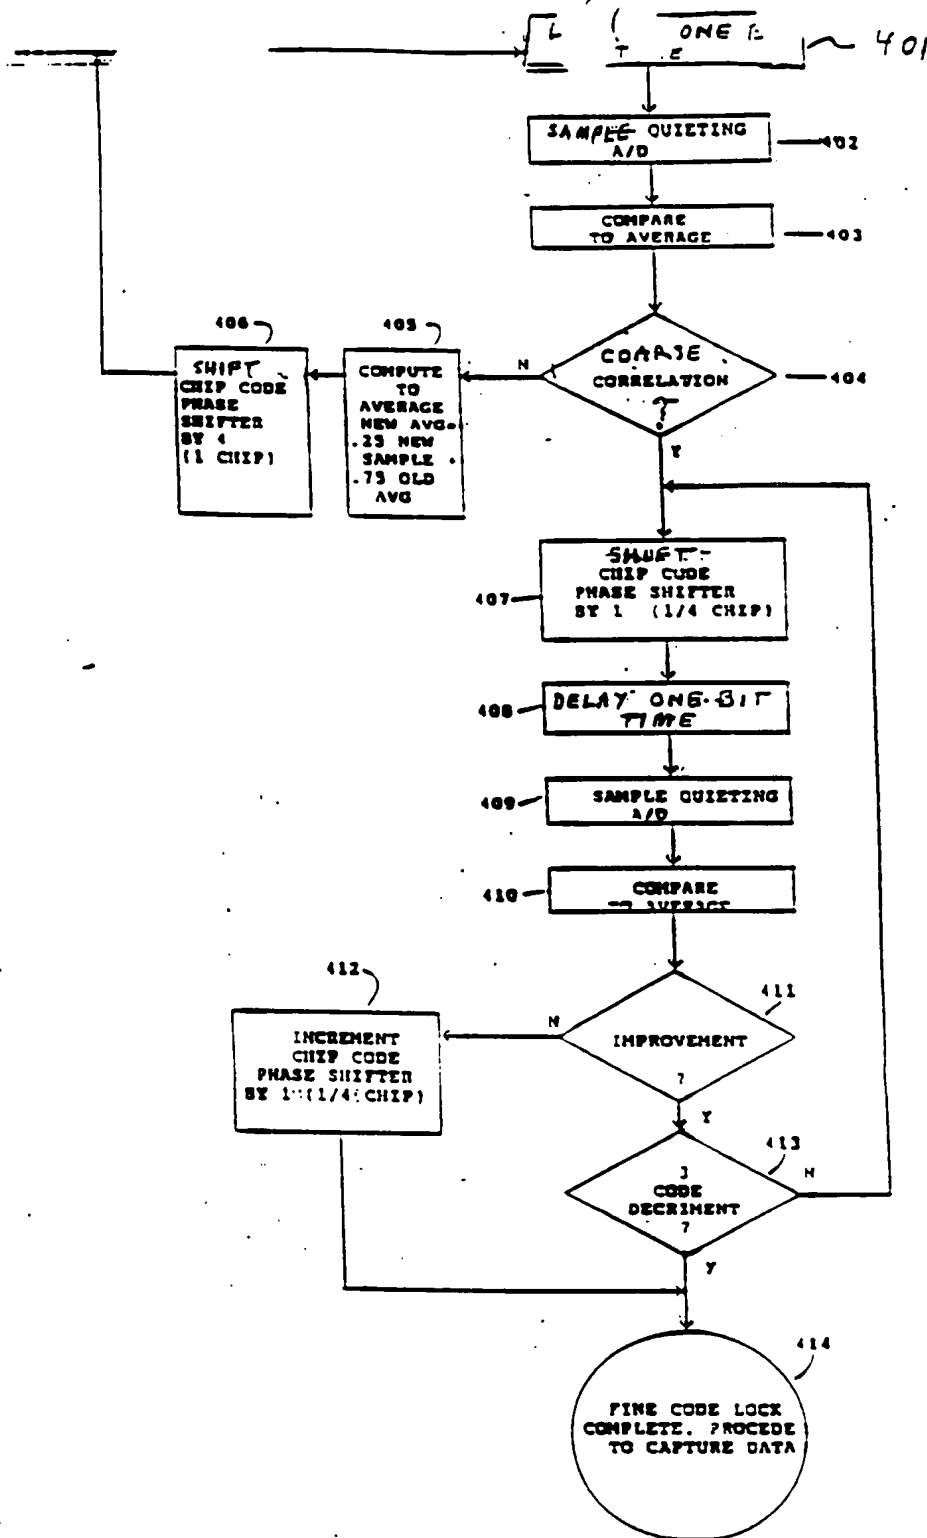 ONE
401
SAMPLE QUIETING
A/D
402
COMPARE
TO AVERAGE
403
COARSE
CORRELATION
?
404
N
Y
405
COMPUTE
TO
AVERAGE
NEW AVG=
.25 NEW
SAMPLE
.75 OLD
AVG
406
SHIFT
CHIP CODE
PHASE
SHIFTER
BY 4
(1 CHIP)
407
SHIFT
CHIP CODE
PHASE SHIFTER
BY 1 (1/4 CHIP)
408
DELAY ONE-BIT
TIME
409
SAMPLE QUIETING
A/D
410
COMPARE
TO AVERAGE
411
IMPROVEMENT
?
N
Y
412
INCREMENT
CHIP CODE
PHASE SHIFTER
BY 1 (1/4 CHIP)
413
3
CODE
DECRIMENT
?
N
Y
414
FINE CODE LOCK
COMPLETE. PROCEDE
TO CAPTURE DATA